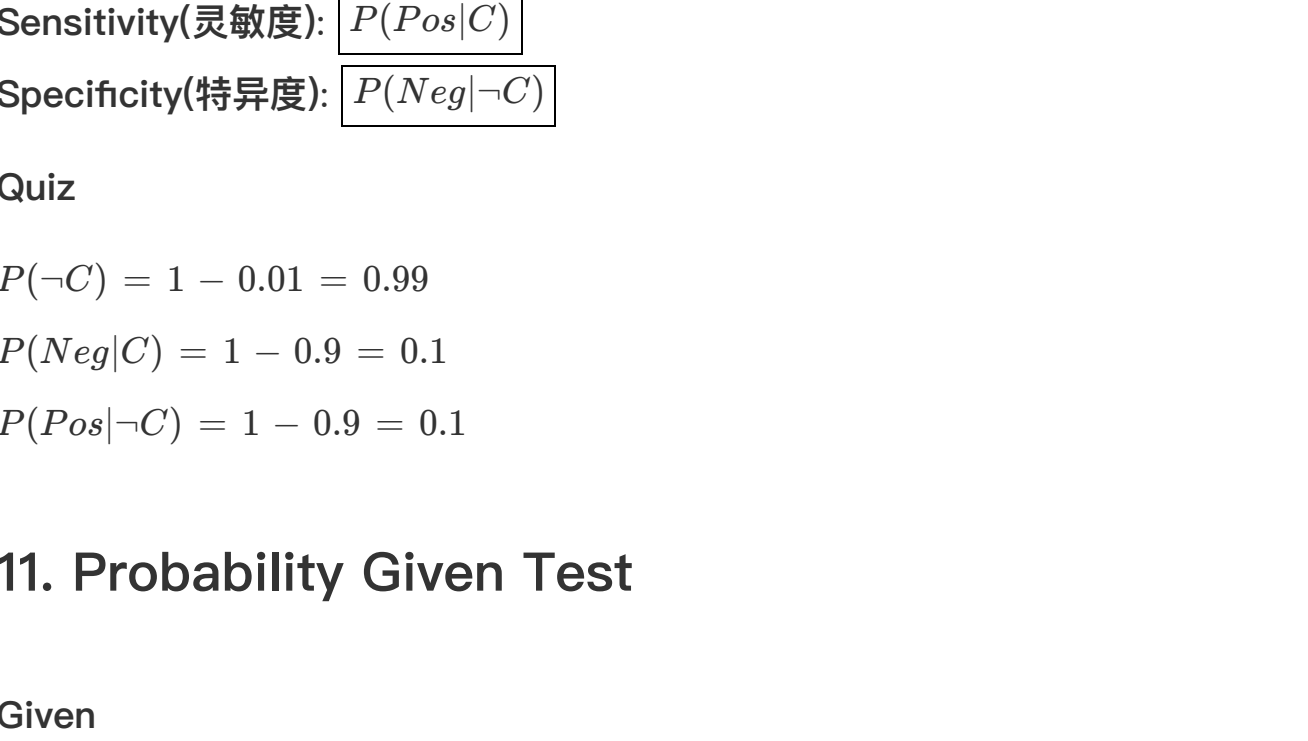 Sensitivity(灵敏度): P(Pos|C)
Specificity(特异度): P(Neg|¬C)
Quiz
P(¬C) = 1 − 0.01 = 0.99
P(Neg|C) = 1 − 0.9 = 0.1
P(Pos|¬C) = 1 − 0.9 = 0.1
11. Probability Given Test
Given